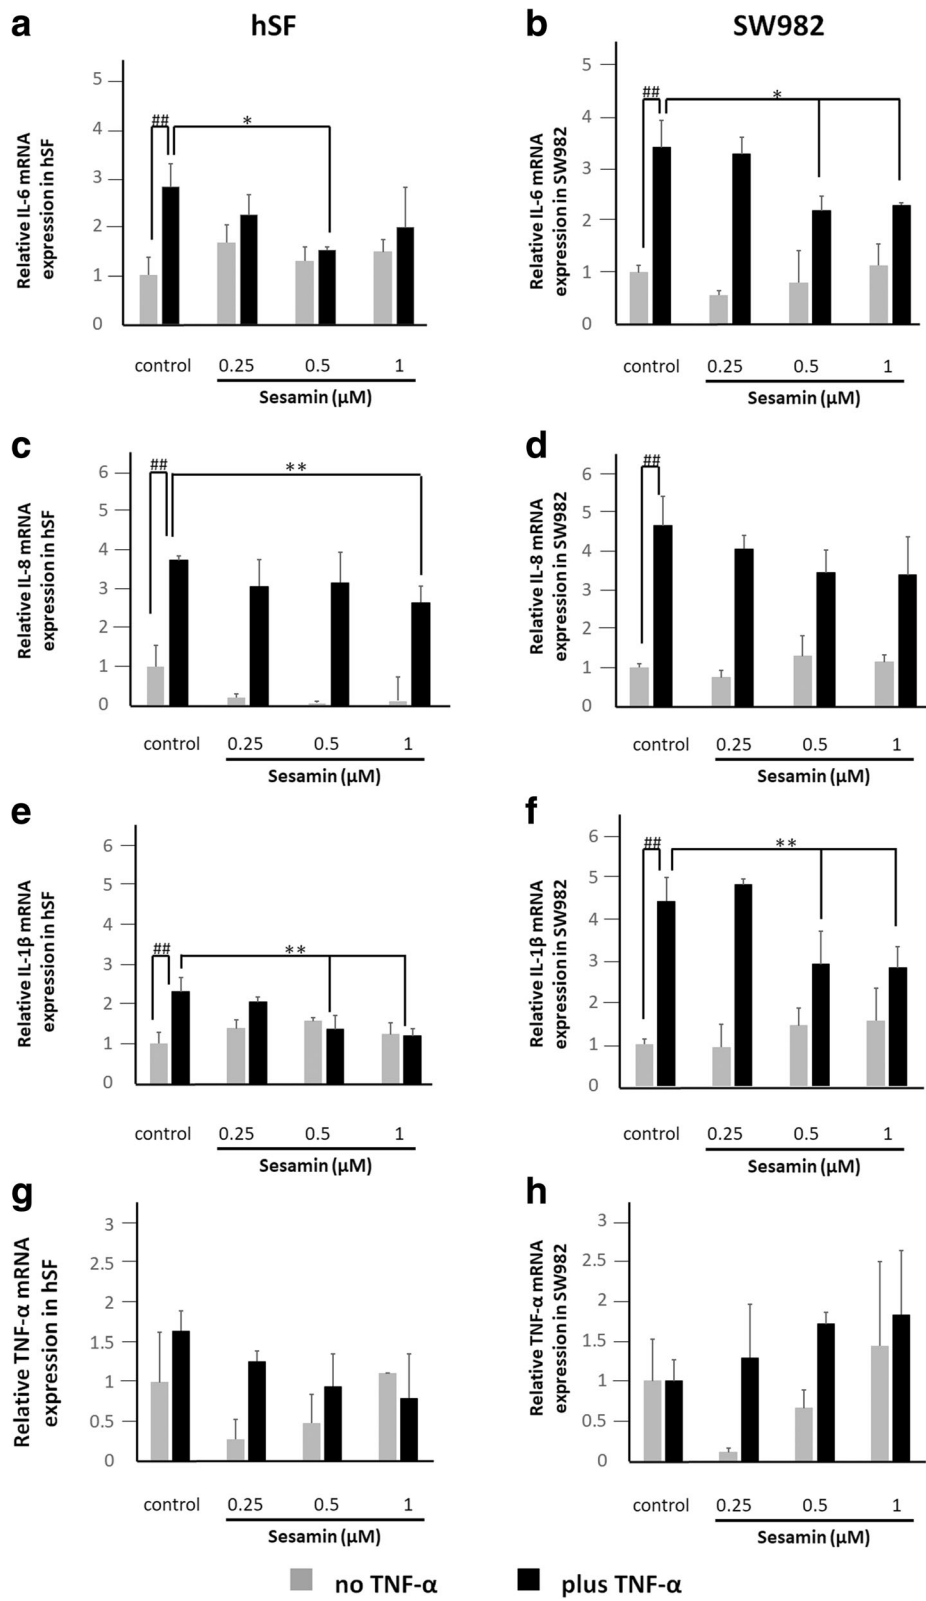 a hSF
Relative IL-6 mRNA
expression in hSF
5
4
3
2
1
0
## *
control 0.25 0.5 1
Sesamin (μM)
b SW982
Relative IL-6 mRNA
expression in SW982
5
4
3
2
1
0
## *
control 0.25 0.5 1
Sesamin (μM)
c
Relative IL-8 mRNA
expression in hSF
6
5
4
3
2
1
0
## **
control 0.25 0.5 1
Sesamin (μM)
d
Relative IL-8 mRNA
expression in SW982
6
5
4
3
2
1
0
##
control 0.25 0.5 1
Sesamin (μM)
e
Relative IL-1β mRNA
expression in hSF
6
5
4
3
2
1
0
## **
control 0.25 0.5 1
Sesamin (μM)
f
Relative IL-1β mRNA
expression in SW982
6
5
4
3
2
1
0
## **
control 0.25 0.5 1
Sesamin (μM)
g
Relative TNF-α mRNA
expression in hSF
3
2.5
2
1.5
1
0.5
0
control 0.25 0.5 1
Sesamin (μM)
h
Relative TNF-α mRNA
expression in SW982
3
2.5
2
1.5
1
0.5
0
control 0.25 0.5 1
Sesamin (μM)
no TNF-α plus TNF-α